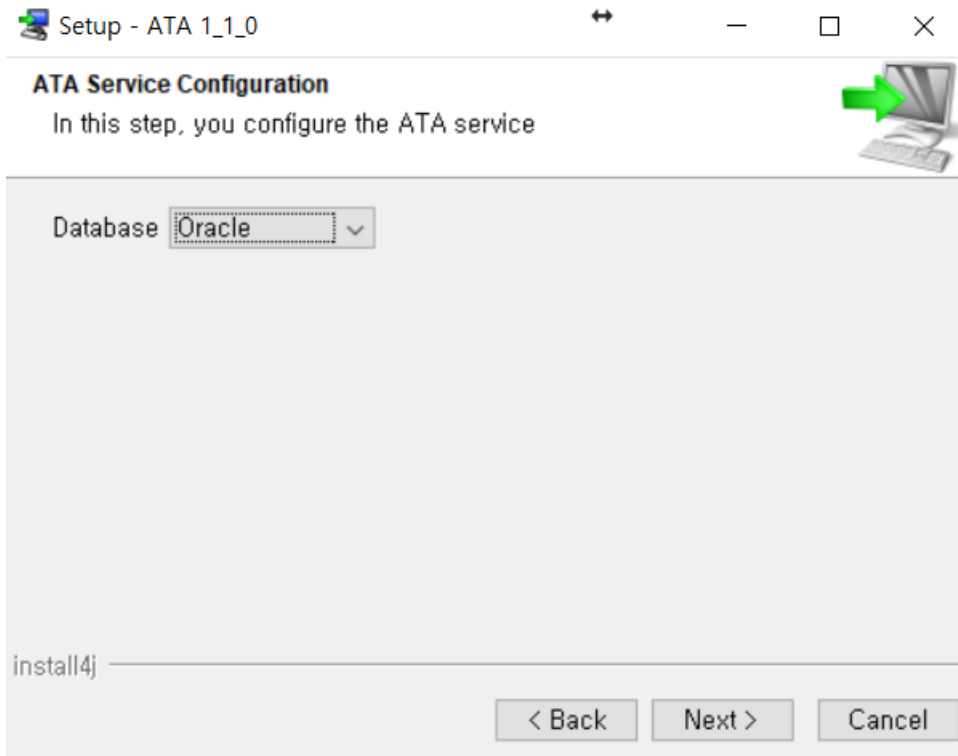 Setup - ATA 1_1_0
ATA Service Configuration
In this step, you configure the ATA service
Database Oracle
install4j
< Back Next > Cancel